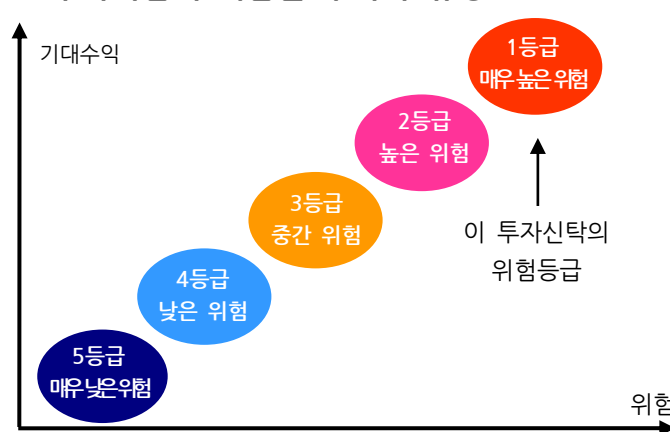 기대수익
1등급
매우 높은 위험
2등급
높은 위험
3등급
중간 위험
이 투자신탁의
위험등급
4등급
낮은 위험
5등급
매우 낮은 위험
위험